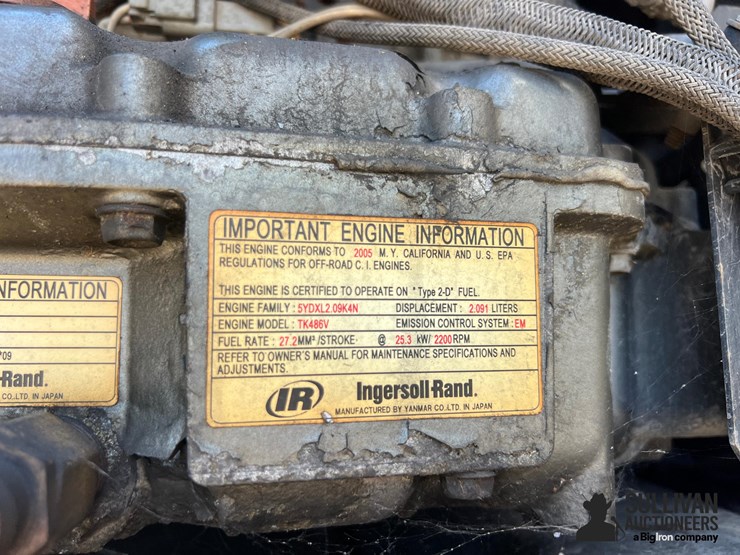 IMPORTANT ENGINE INFORMATION
THIS ENGINE CONFORMS TO 2005 M.Y. CALIFORNIA AND U.S. EPA
REGULATIONS FOR OFF-ROAD C.I. ENGINES.
THIS ENGINE IS CERTIFIED TO OPERATE ON "Type 2-D" FUEL.
ENGINE FAMILY : 5YDXL2.09K4N DISPLACEMENT : 2.091 LITERS
ENGINE MODEL : TK486V EMISSION CONTROL SYSTEM : EM
FUEL RATE : 27.2MM³/STROKE @ 25.3 kW/ 2200RPM
REFER TO OWNER'S MANUAL FOR MAINTENANCE SPECIFICATIONS AND
ADJUSTMENTS.
IR Ingersoll-Rand.
MANUFACTURED BY YANMAR CO.,LTD. IN JAPAN
NFORMATION
09
-Rand.
CO.,LTD. IN JAPAN
SULLIVAN
AUCTIONEERS
a BigIron company